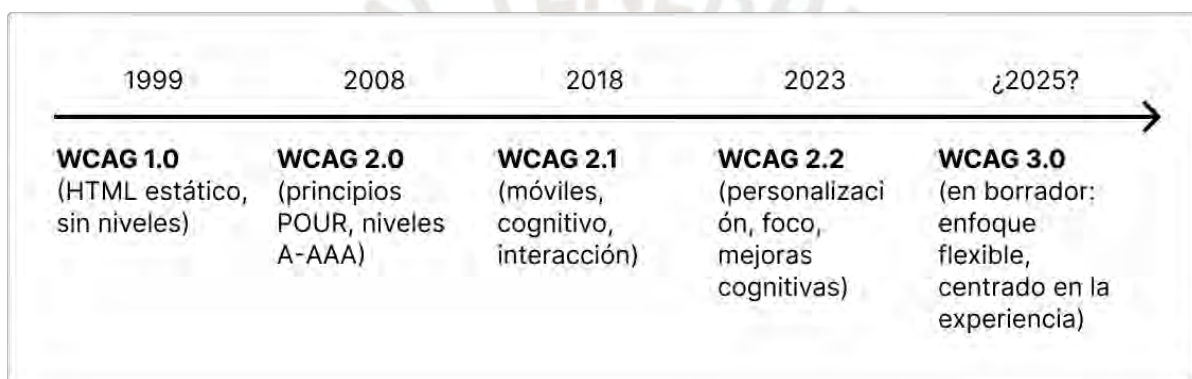 1999
2008
2018
2023
¿2025?
WCAG 1.0
(HTML estático,
sin niveles)
WCAG 2.0
(principios
POUR, niveles
A-AAA)
WCAG 2.1
(móviles,
cognitivo,
interacción)
WCAG 2.2
(personalizaci
ón, foco,
mejoras
cognitivas)
WCAG 3.0
(en borrador:
enfoque
flexible,
centrado en la
experiencia)